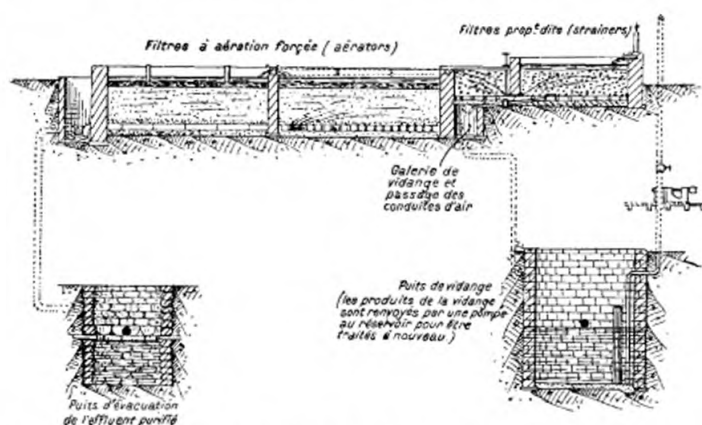 Filtres à aération forçée (aérators)
Filtres prop.t dits (strainers)
Galerie de
vidange et
passage des
conduites d'air
Puits de vidange
(les produits de la vidange
sont renvoyés par une pompe
au réservoir pour être
traités à nouveau.)
Puits d'évacuation
de l'effluent purifié